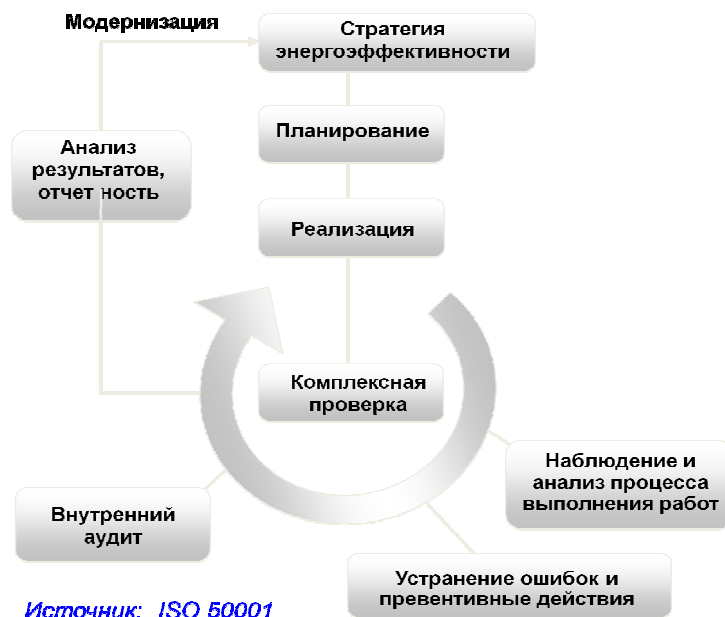 Модернизация
Стратегия
энергоэффективности
Планирование
Анализ
результатов,
отчет ность
Реализация
Комплексная
проверка
Наблюдение и
анализ процесса
выполнения работ
Внутренний
аудит
Устранение ошибок и
превентивные действия
Источник: ISO 50001